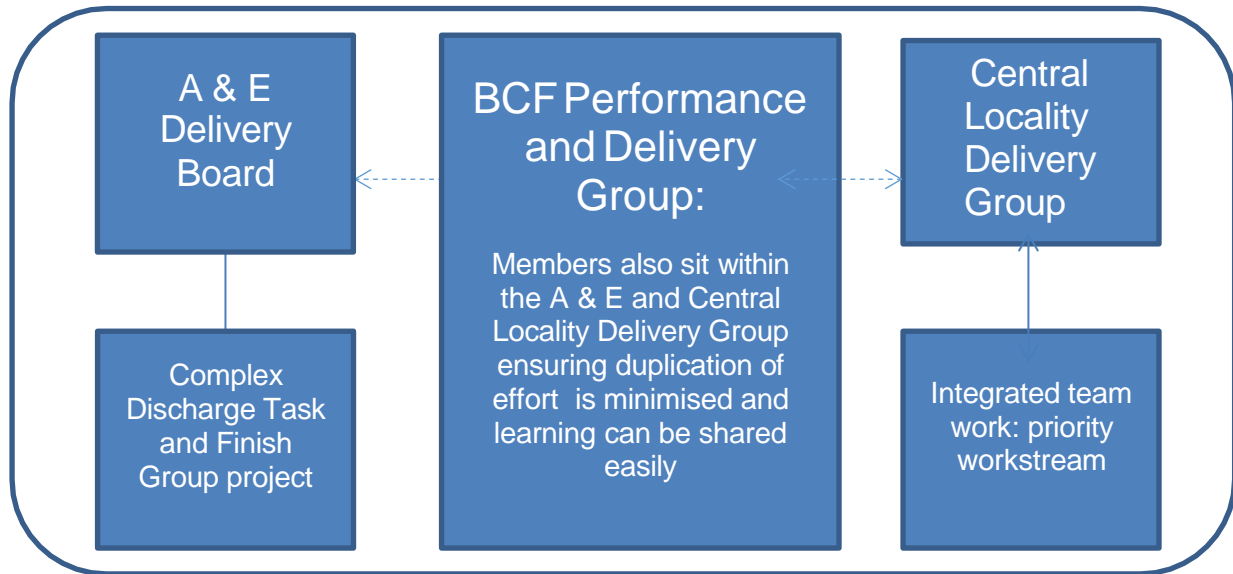 A & E
Delivery
Board
Complex
Discharge Task
and Finish
Group project
BCF Performance
and Delivery
Group:
Members also sit within
the A & E and Central
Locality Delivery Group
ensuring duplication of
effort is minimised and
learning can be shared
easily
Central
Locality
Delivery
Group
Integrated team
work: priority
workstream